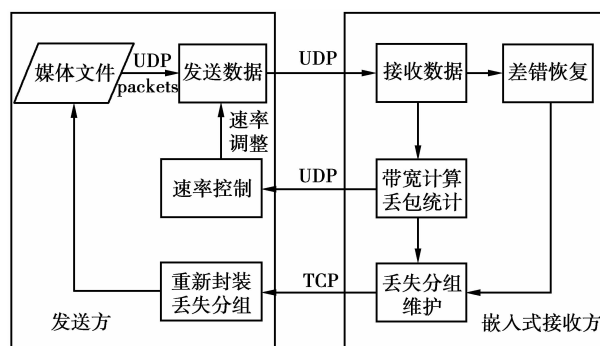 媒体文件
UDP
packets
发送数据
UDP
接收数据
差错恢复
速率
调整
速率控制
UDP
带宽计算
丢包统计
重新封装
丢失分组
TCP
丢失分组
维护
发送方
嵌入式接收方